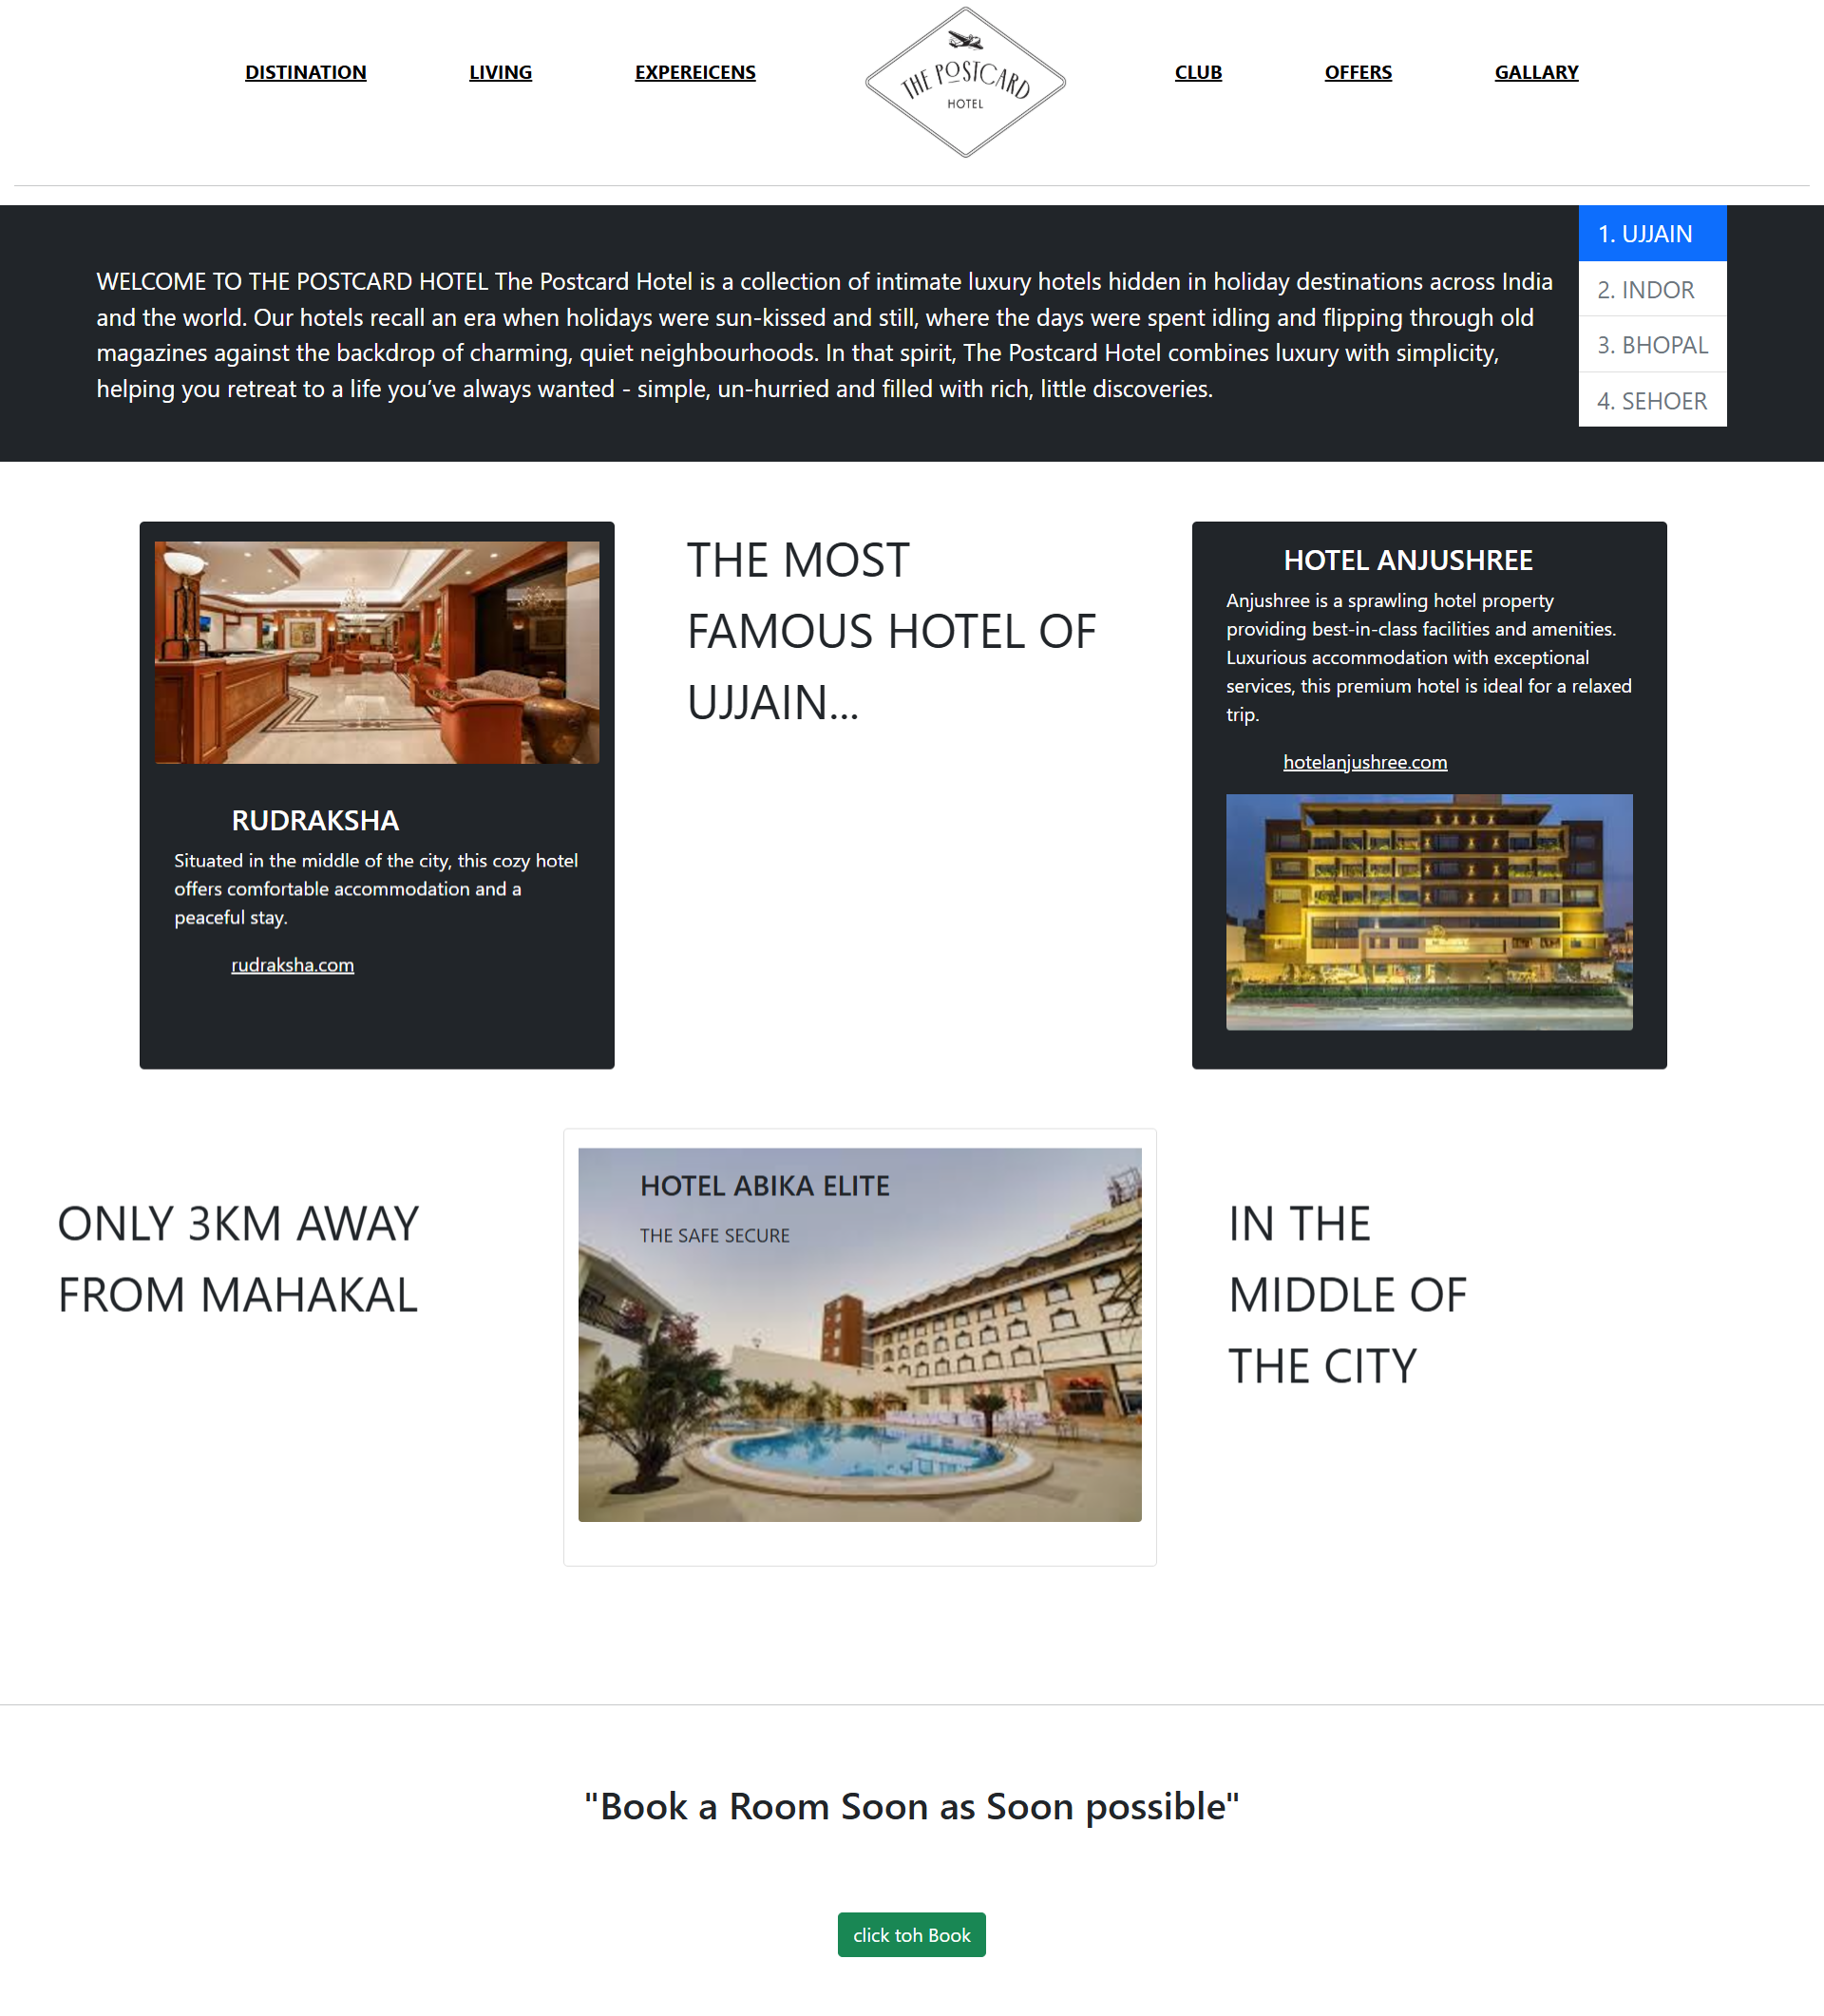 DISTINATION
LIVING
EXPEREICENS
THE POSTCARD
HOTEL
CLUB
OFFERS
GALLARY
WELCOME TO THE POSTCARD HOTEL The Postcard Hotel is a collection of intimate luxury hotels hidden in holiday destinations across India
and the world. Our hotels recall an era when holidays were sun-kissed and still, where the days were spent idling and flipping through old
magazines against the backdrop of charming, quiet neighbourhoods. In that spirit, The Postcard Hotel combines luxury with simplicity,
helping you retreat to a life you’ve always wanted - simple, un-hurried and filled with rich, little discoveries.
1. UJJAIN
2. INDOR
3. BHOPAL
4. SEHOER
RUDRAKSHA
Situated in the middle of the city, this cozy hotel
offers comfortable accommodation and a
peaceful stay.
rudraksha.com
THE MOST
FAMOUS HOTEL OF
UJJAIN...
HOTEL ANJUSHREE
Anjushree is a sprawling hotel property
providing best-in-class facilities and amenities.
Luxurious accommodation with exceptional
services, this premium hotel is ideal for a relaxed
trip.
hotelanjushree.com
ONLY 3KM AWAY
FROM MAHAKAL
HOTEL ABIKA ELITE
THE SAFE SECURE
IN THE
MIDDLE OF
THE CITY
"Book a Room Soon as Soon possible"
click toh Book